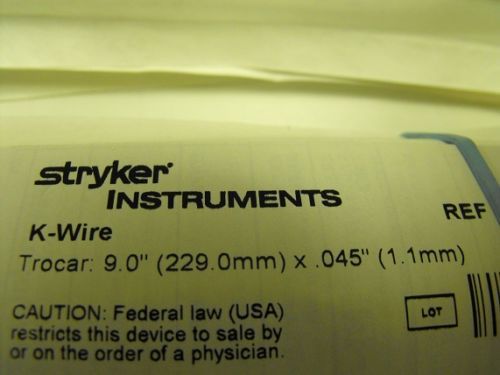 stryker
INSTRUMENTS
REF
K-Wire
Trocar: 9.0" (229.0mm) x .045" (1.1mm)
CAUTION: Federal law (USA)
restricts this device to sale by
or on the order of a physician.
LOT